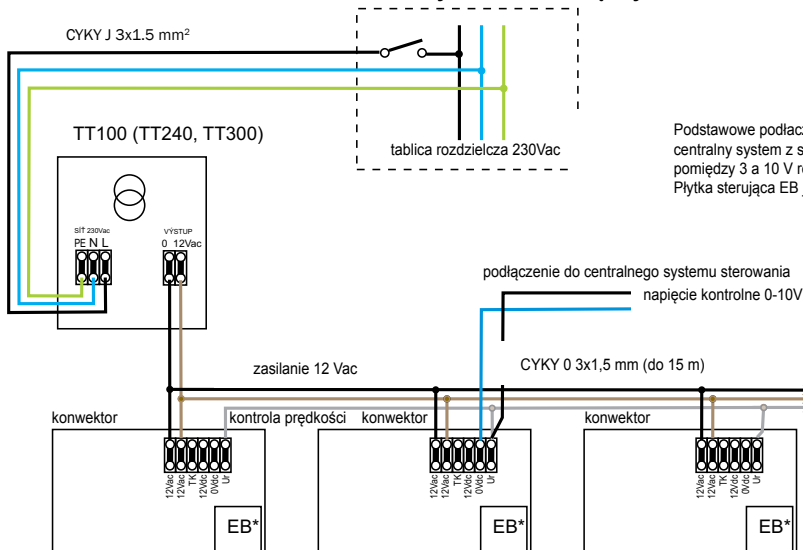 CYKY J 3x1.5 mm²
tablica rozdzielcza 230Vac
TT100 (TT240, TT300)
SÍŤ 230Vac
PE N L
VÝSTUP
0 12Vac
Podstawowe podłacz
centralny system z s
pomiędzy 3 a 10 V r
Płytka sterująca EB
podłączenie do centralnego systemu sterowania
napięcie kontrolne 0-10V
zasilanie 12 Vac
CYKY 0 3x1,5 mm (do 15 m)
konwektor
kontrola prędkości
konwektor
konwektor
12Vac
12Vac
TK
12Vdc
0Vdc
Ur
12Vac
12Vac
TK
12Vdc
0Vdc
Ur
12Vac
12Vac
TK
12Vdc
0Vdc
Ur
EB*
EB*
EB*